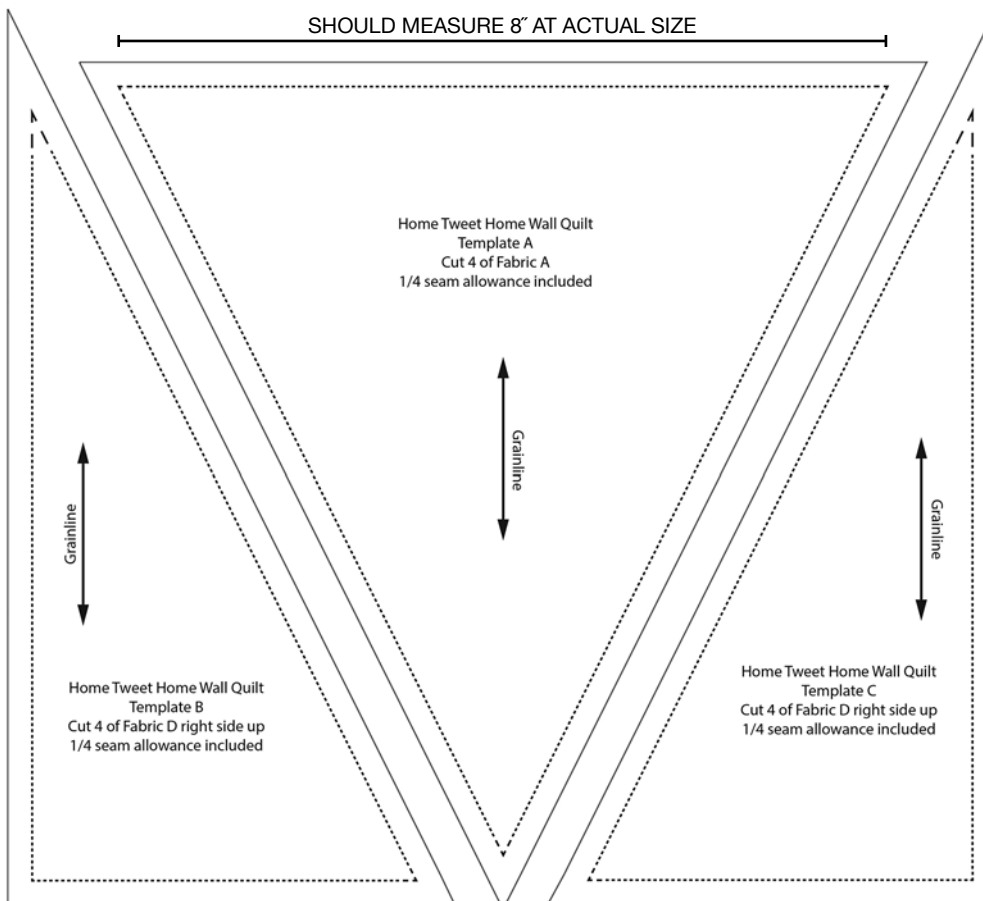 SHOULD MEASURE 8˝ AT ACTUAL SIZE
Home Tweet Home Wall Quilt
Template A
Cut 4 of Fabric A
1/4 seam allowance included
Grainline
Grainline
Home Tweet Home Wall Quilt
Template B
Cut 4 of Fabric D right side up
1/4 seam allowance included
Grainline
Home Tweet Home Wall Quilt
Template C
Cut 4 of Fabric D right side up
1/4 seam allowance included